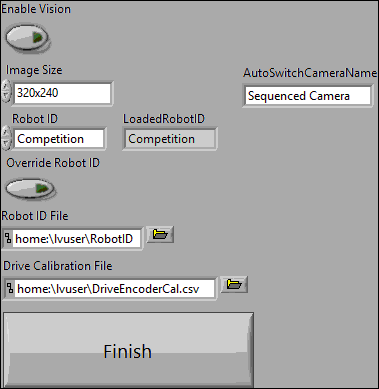 Enable Vision
Image Size
AutoSwitchCameraName
320x240
Sequenced Camera
Robot ID
LoadedRobotID
Competition
Competition
Override Robot ID
Robot ID File
home:\lvuser\RobotID
Drive Calibration File
home:\lvuser\DriveEncoderCal.csv
Finish